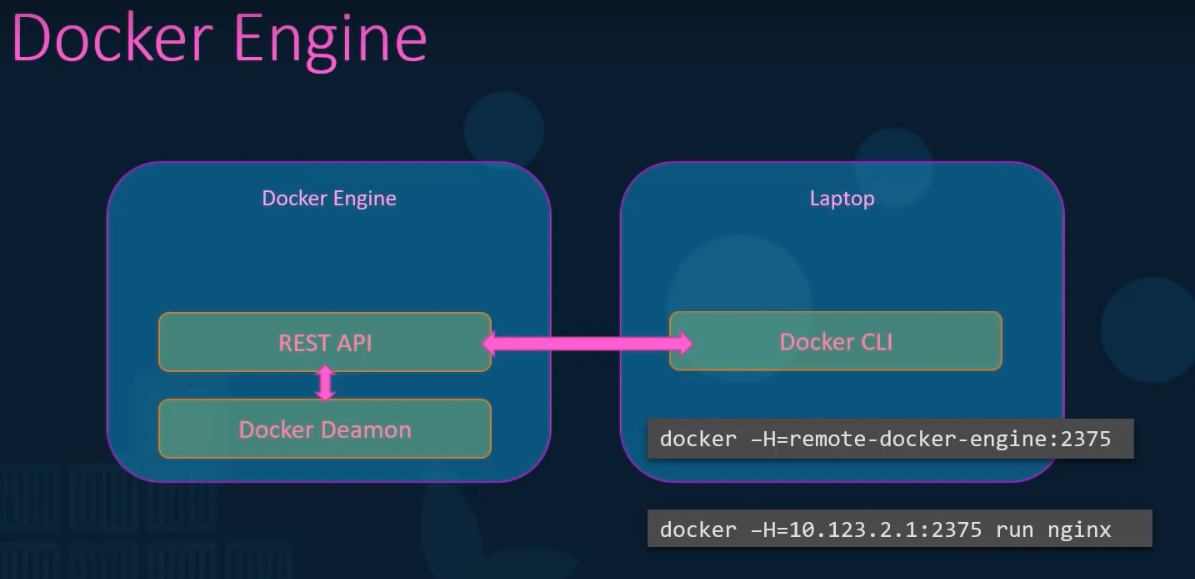 Docker Engine
Docker Engine
REST API
Docker Deamon
Laptop
Docker CLI
docker –H=remote-docker-engine:2375
docker –H=10.123.2.1:2375 run nginx